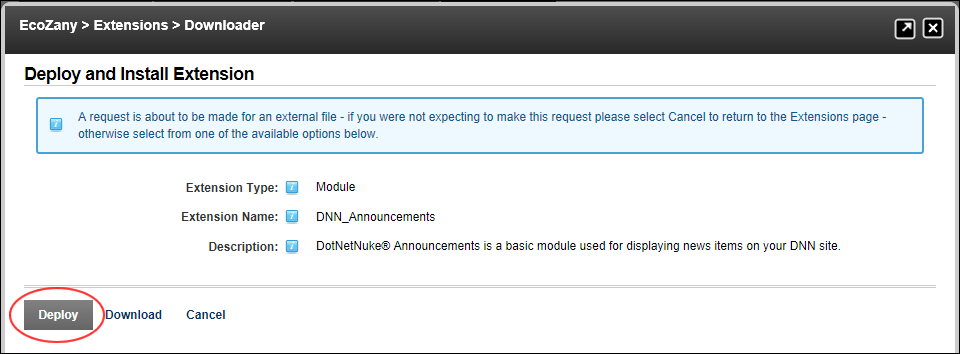 EcoZany > Extensions > Downloader
Deploy and Install Extension
A request is about to be made for an external file - if you were not expecting to make this request please select Cancel to return to the Extensions page -
otherwise select from one of the available options below.
Extension Type: Module
Extension Name: DNN_Announcements
Description: DotNetNuke® Announcements is a basic module used for displaying news items on your DNN site.
Deploy Download Cancel